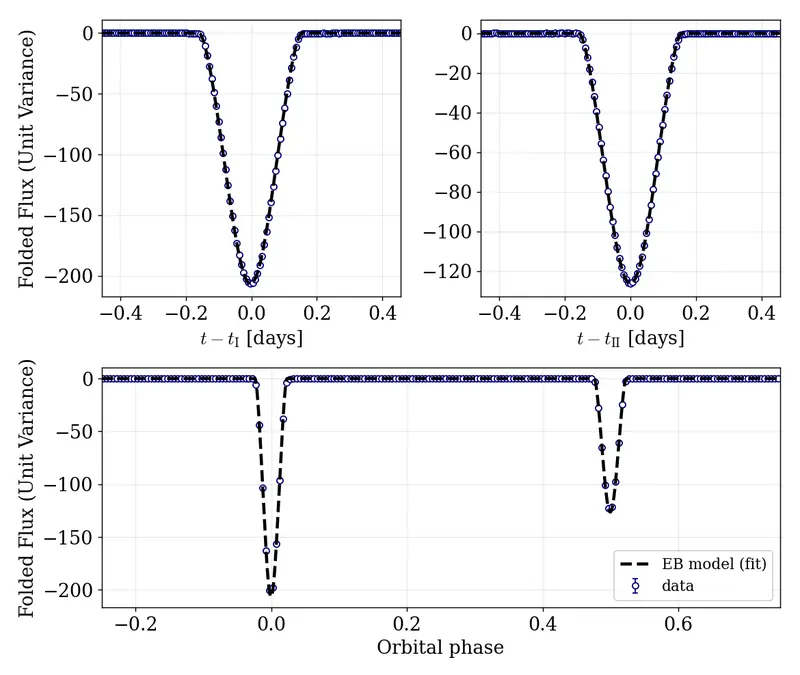 Folded Flux (Unit Variance)
0
−50
−100
−150
−200
−0.4 −0.2 0.0 0.2 0.4
t − tI [days]
0
−20
−40
−60
−80
−100
−120
−0.4 −0.2 0.0 0.2 0.4
t − tII [days]
Folded Flux (Unit Variance)
0
−50
−100
−150
−200
EB model (fit)
data
−0.2 0.0 0.2 0.4 0.6
Orbital phase